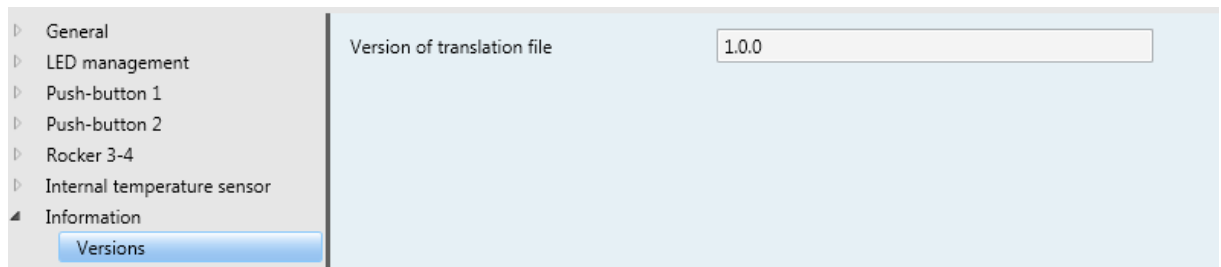 General
LED management
Push-button 1
Push-button 2
Rocker 3-4
Internal temperature sensor
Information
Versions
Version of translation file 1.0.0